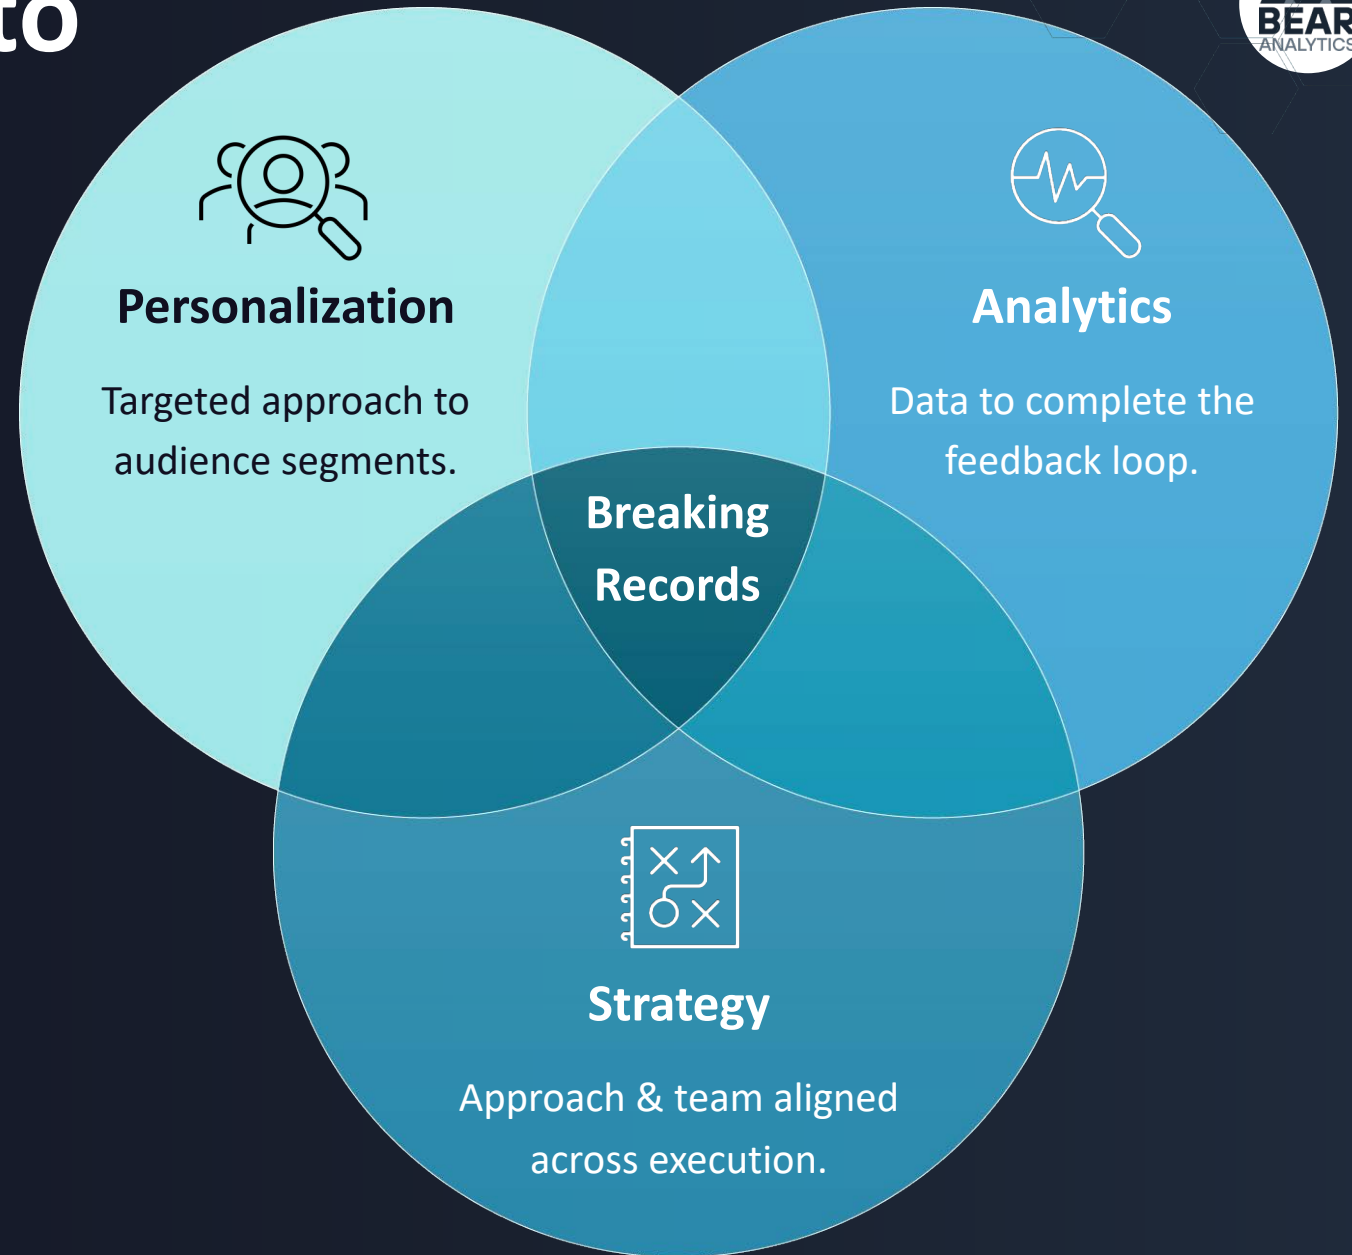 to
BEAR
ANALYTICS
Personalization
Targeted approach to
audience segments.
Analytics
Data to complete the
feedback loop.
Breaking
Records
Strategy
Approach & team aligned
across execution.